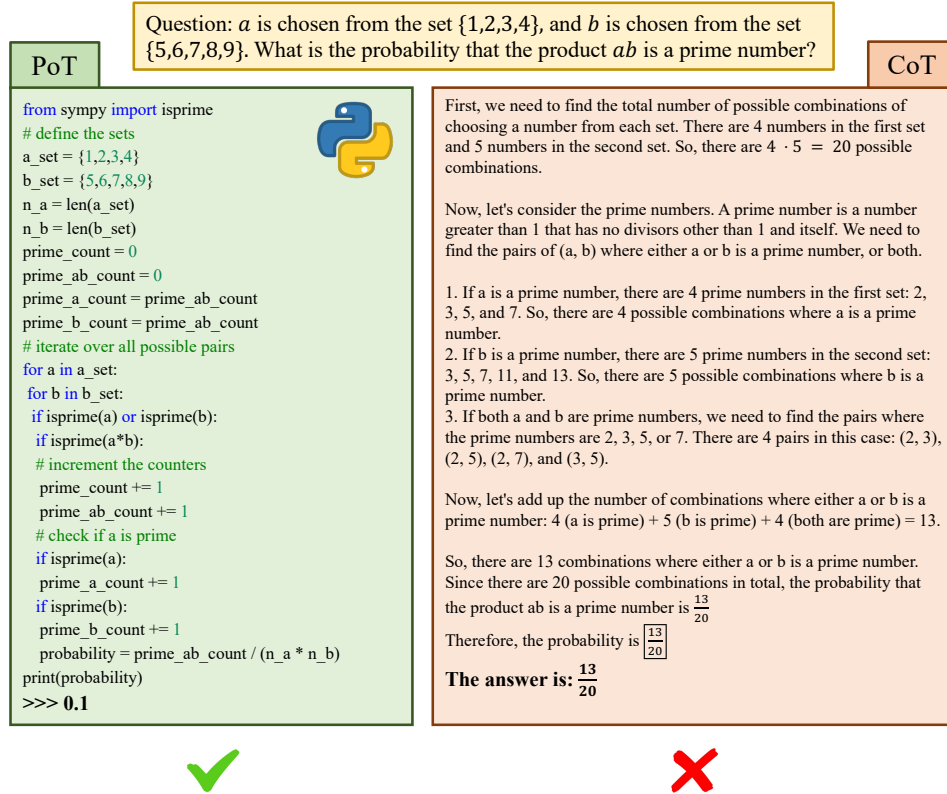 Question: a is chosen from the set {1,2,3,4}, and b is chosen from the set
{5,6,7,8,9}. What is the probability that the product ab is a prime number?
PoT
from sympy import isprime
# define the sets
a_set = {1,2,3,4}
b_set = {5,6,7,8,9}
n_a = len(a_set)
n_b = len(b_set)
prime_count = 0
prime_ab_count = 0
prime_a_count = prime_ab_count
prime_b_count = prime_ab_count
# iterate over all possible pairs
for a in a_set:
for b in b_set:
if isprime(a) or isprime(b):
if isprime(a*b):
# increment the counters
prime_count += 1
prime_ab_count += 1
# check if a is prime
if isprime(a):
prime_a_count += 1
if isprime(b):
prime_b_count += 1
probability = prime_ab_count / (n_a * n_b)
print(probability)
>>> 0.1
CoT
First, we need to find the total number of possible combinations of
choosing a number from each set. There are 4 numbers in the first set
and 5 numbers in the second set. So, there are 4 · 5 = 20 possible
combinations.
Now, let's consider the prime numbers. A prime number is a number
greater than 1 that has no divisors other than 1 and itself. We need to
find the pairs of (a, b) where either a or b is a prime number, or both.
1. If a is a prime number, there are 4 prime numbers in the first set: 2,
3, 5, and 7. So, there are 4 possible combinations where a is a prime
number.
2. If b is a prime number, there are 5 prime numbers in the second set:
3, 5, 7, 11, and 13. So, there are 5 possible combinations where b is a
prime number.
3. If both a and b are prime numbers, we need to find the pairs where
the prime numbers are 2, 3, 5, or 7. There are 4 pairs in this case: (2, 3),
(2, 5), (2, 7), and (3, 5).
Now, let's add up the number of combinations where either a or b is a
prime number: 4 (a is prime) + 5 (b is prime) + 4 (both are prime) = 13.
So, there are 13 combinations where either a or b is a prime number.
Since there are 20 possible combinations in total, the probability that
the product ab is a prime number is 13/20
Therefore, the probability is 13/20
The answer is: 13/20